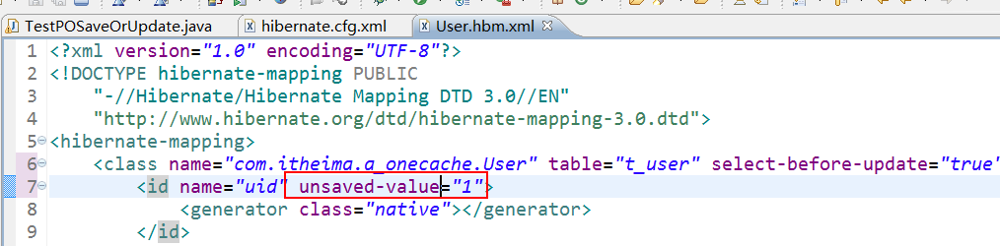 TestPOSaveOrUpdate.java hibernate.cfg.xml User.hbm.xml
1 <?xml version="1.0" encoding="UTF-8"?>
2 <!DOCTYPE hibernate-mapping PUBLIC
3 "-//Hibernate/Hibernate Mapping DTD 3.0//EN"
4 "http://www.hibernate.org/dtd/hibernate-mapping-3.0.dtd">
5 <hibernate-mapping>
6 <class name="com.itheima.a_onecache.User" table="t_user" select-before-update="true"
7 <id name="uid" unsaved-value="1">
8 <generator class="native"></generator>
9 </id>